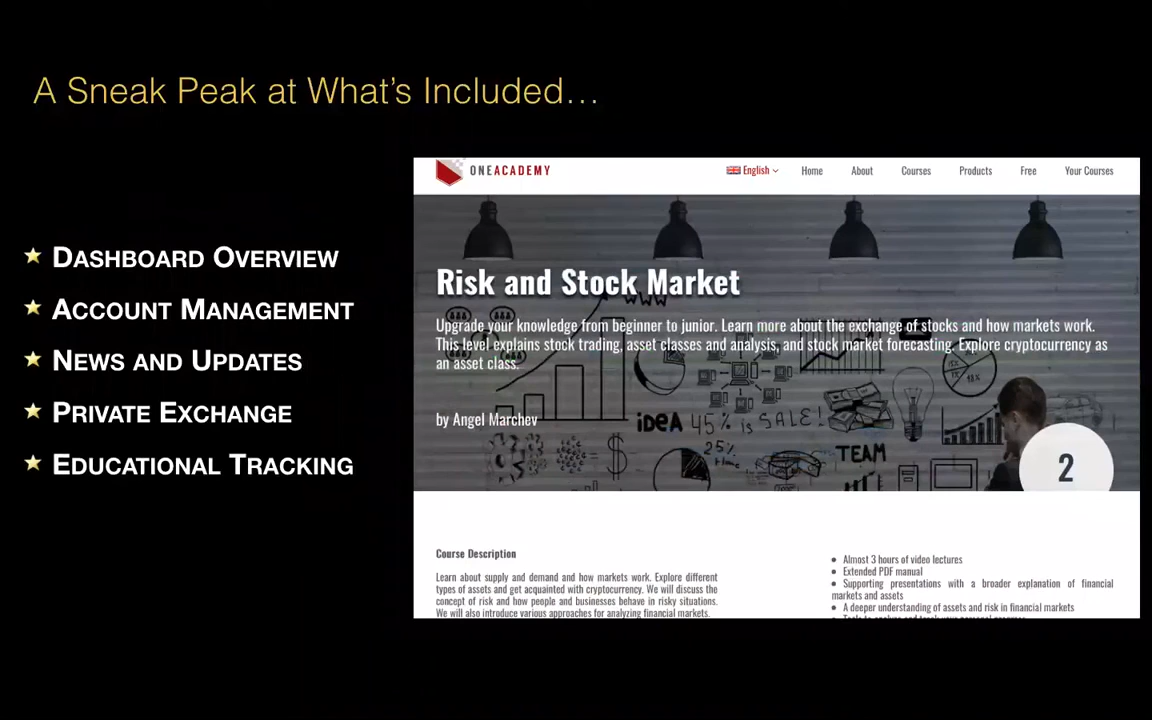 A Sneak Peak at What's Included...
ONEACADEMY
English
Home
About
Courses
Products
Free
Your Courses
DASHBOARD OVERVIEW
ACCOUNT MANAGEMENT
NEWS AND UPDATES
PRIVATE EXCHANGE
EDUCATIONAL TRACKING
Risk and Stock Market
WWW
Upgrade your knowledge from beginner to junior. Learn more about the exchange of stocks and how markets work.
This level explains stock trading, asset classes and analysis, and stock market forecasting. Explore cryptocurrency as
an asset class.
by Angel Marchev
iDEA 45% is SALE!
25%
TEAM
2
Course Description
Learn about supply and demand and how markets work. Explore different
types of assets and get acquainted with cryptocurrency. We will discuss the
concept of risk and how people and businesses behave in risky situations.
We will also introduce various approaches for analyzing financial markets.
Almost 3 hours of video lectures
Extended PDF manual
Supporting presentations with a broader explanation of financial
markets and assets
A deeper understanding of assets and risk in financial markets